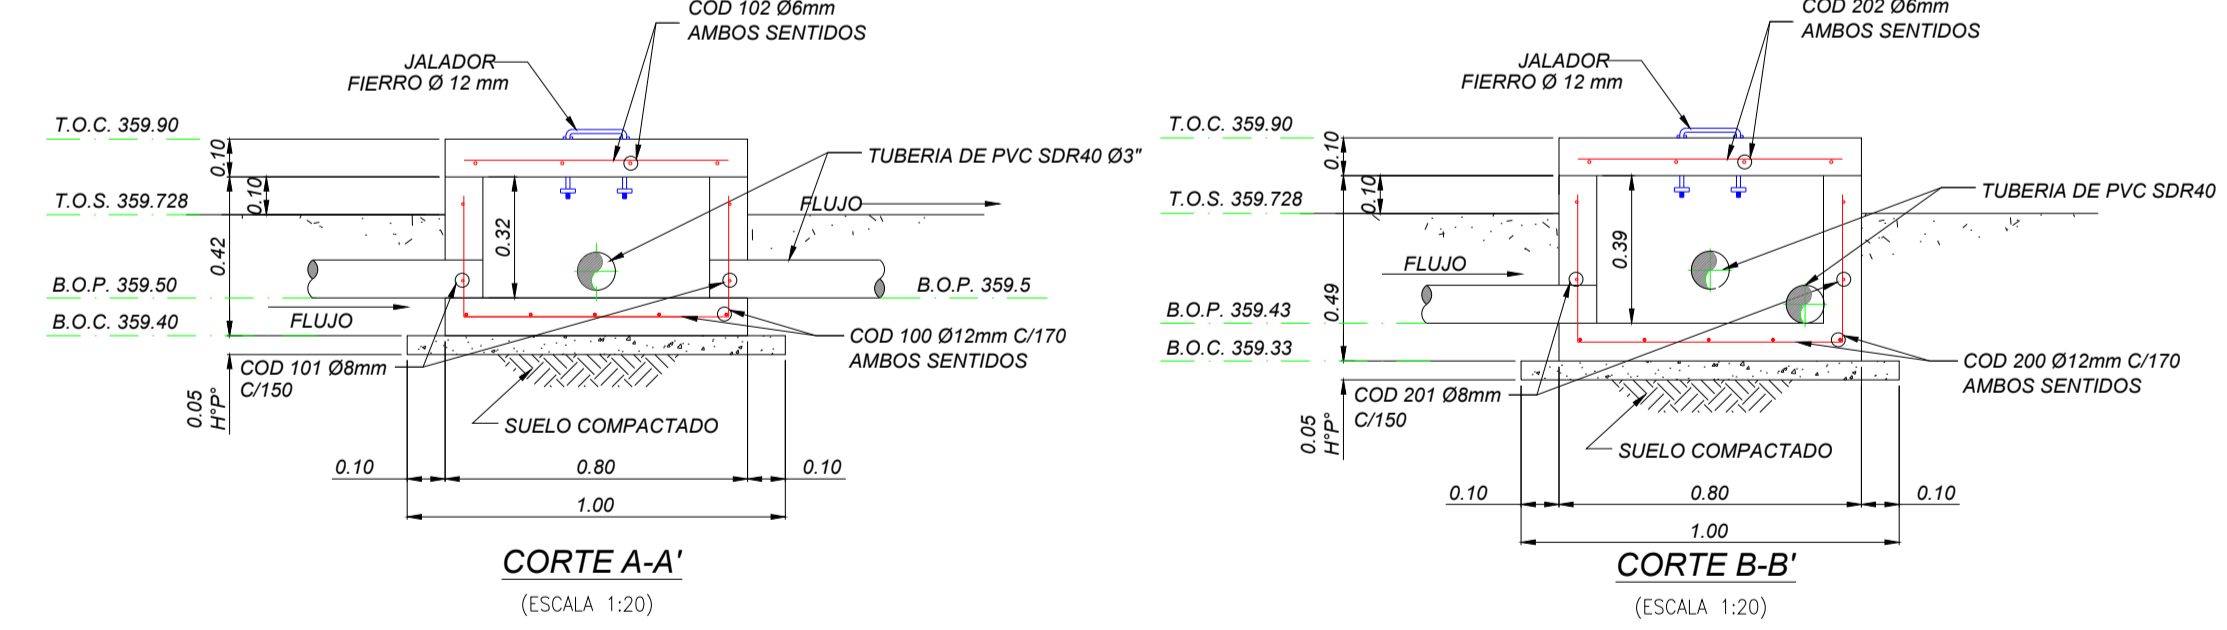 COD 102 Ø6mm
AMBOS SENTIDOS
JALADOR
FIERRO Ø 12 mm
T.O.C. 359.90
0.10
TUBERIA DE PVC SDR40 Ø3"
T.O.S. 359.728
0.10
FLUJO
0.42
0.32
B.O.P. 359.50
B.O.P. 359.5
B.O.C. 359.40
FLUJO
COD 100 Ø12mm C/170
AMBOS SENTIDOS
COD 101 Ø8mm
C/150
0.05
H°P°
SUELO COMPACTADO
0.10
0.80
0.10
1.00
CORTE A-A'
(ESCALA 1:20)
COD 202 Ø6mm
AMBOS SENTIDOS
JALADOR
FIERRO Ø 12 mm
T.O.C. 359.90
0.10
TUBERIA DE PVC SDR40
T.O.S. 359.728
0.10
FLUJO
0.49
0.39
B.O.P. 359.43
B.O.C. 359.33
COD 200 Ø12mm C/170
AMBOS SENTIDOS
COD 201 Ø8mm
C/150
0.05
H°P°
SUELO COMPACTADO
0.10
0.80
0.10
1.00
CORTE B-B'
(ESCALA 1:20)